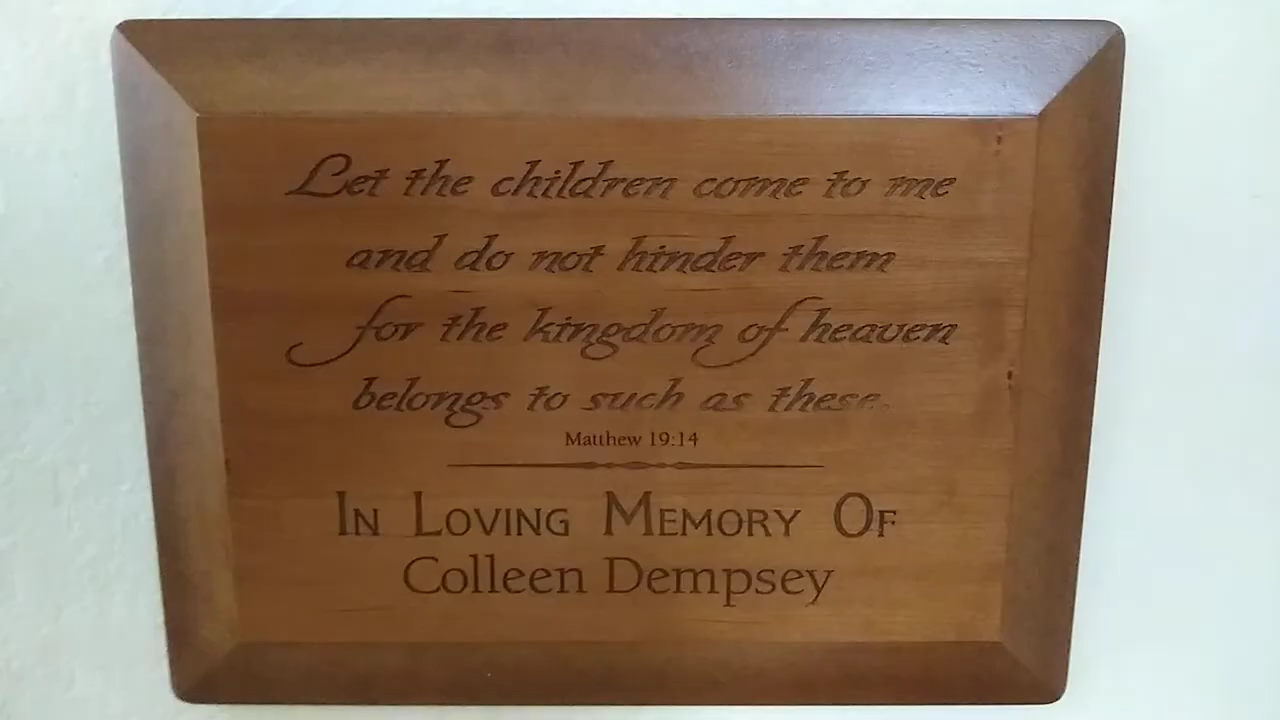 Let the children come to me
and do not hinder them
for the kingdom of heaven
belongs to such as these.
Matthew 19:14
In Loving Memory Of
Colleen Dempsey